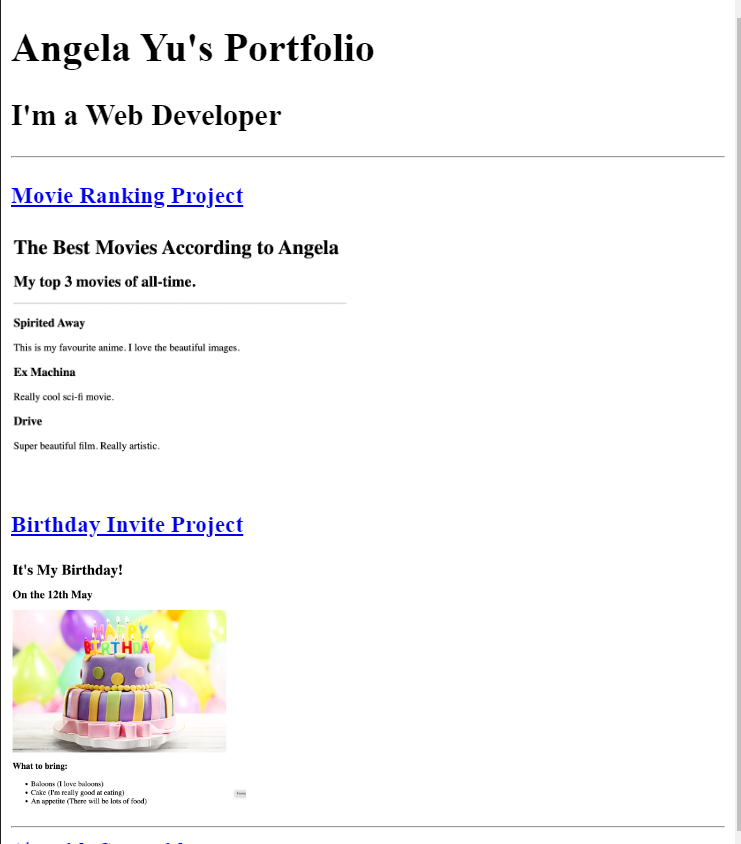 Angela Yu's Portfolio
I'm a Web Developer
Movie Ranking Project
The Best Movies According to Angela
My top 3 movies of all-time.
Spirited Away
This is my favourite anime. I love the beautiful images.
Ex Machina
Really cool sci-fi movie.
Drive
Super beautiful film. Really artistic.
Birthday Invite Project
It's My Birthday!
On the 12th May
HAPPY
BIRTHDAY
What to bring:
• Baloons (I love baloons)
• Cake (I'm really good at eating)
• An appetite (There will be lots of food)